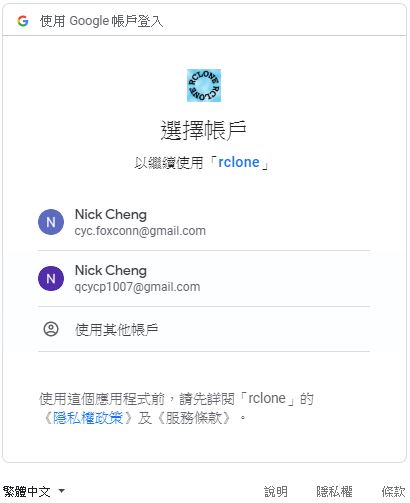 使用 Google 帳戶登入
RCLONE RCLONE
選擇帳戶
以繼續使用「rclone」
N
Nick Cheng
cyc.foxconn@gmail.com
N
Nick Cheng
qcycp1007@gmail.com
使用其他帳戶
使用這個應用程式前，請先詳閱「rclone」的
《隱私權政策》及《服務條款》。
繁體中文 說明 隱私權 條款